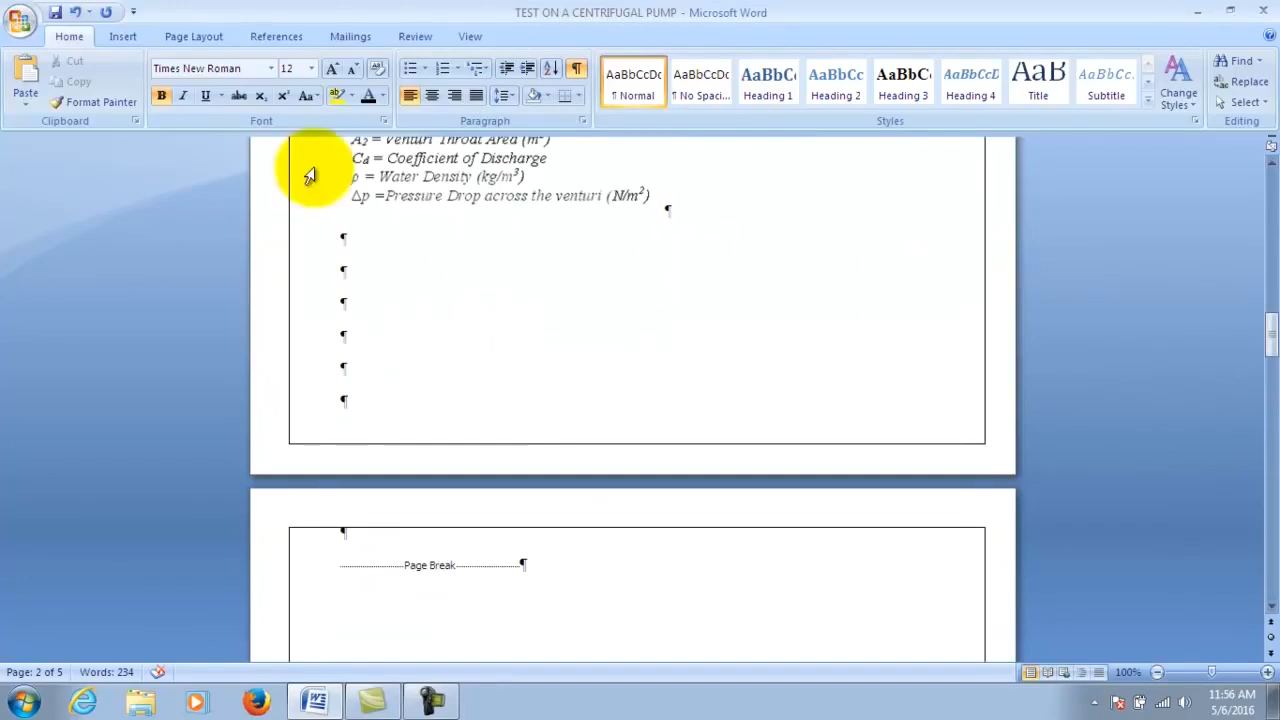 TEST ON A CENTRIFUGAL PUMP - Microsoft Word
Home Insert Page Layout References Mailings Review View
Paste
Cut
Copy
Format Painter
Clipboard
Times New Roman 12
Font
Paragraph
AaBbCcDc AaBbCcDc AaBbC( AaBbCc AaBbC( AaBbCcD AaB AaBbCc.
¶ Normal ¶ No Spaci... Heading 1 Heading 2 Heading 3 Heading 4 Title Subtitle
Change Styles
Styles
Find
Replace
Select
Editing
A₂ = Venturi Throat Area (m²)
Cd = Coefficient of Discharge
ρ = Water Density (kg/m³)
Δp =Pressure Drop across the venturi (N/m²)
¶
¶
¶
¶
¶
¶
¶
¶
Page Break ¶
Page: 2 of 5 Words: 234 100%
11:56 AM
5/6/2016